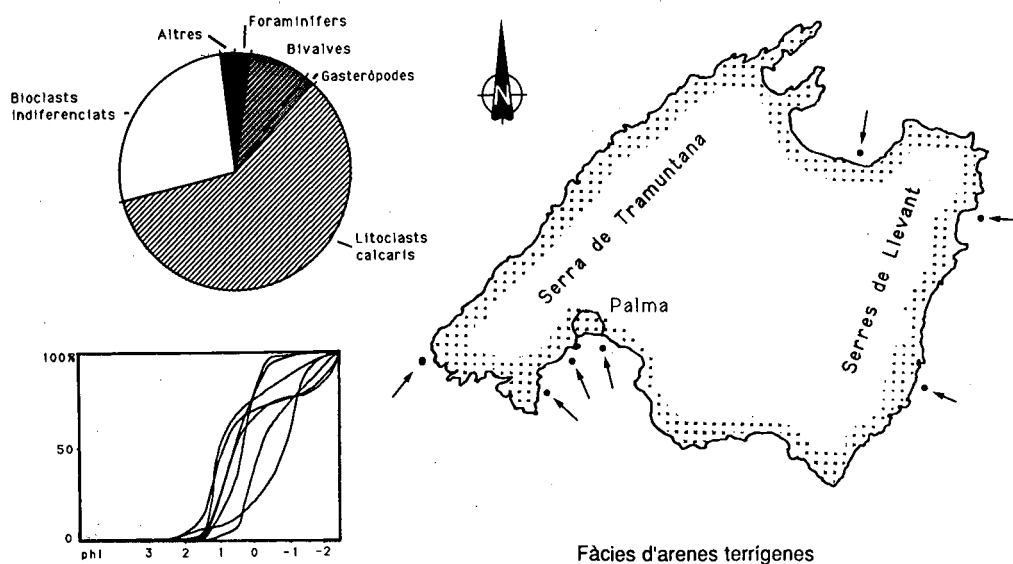 Foraminífers
Altres
Bivalves
Gasteròpodes
Bioclasts
indiferenciats
Litoclasts
calcaris
N
Serra de Tramuntana
Serres de Llevant
Palma
100%
50
0
phi 3 2 1 0 -1 -2
Fàcies d'arenes terrígenes